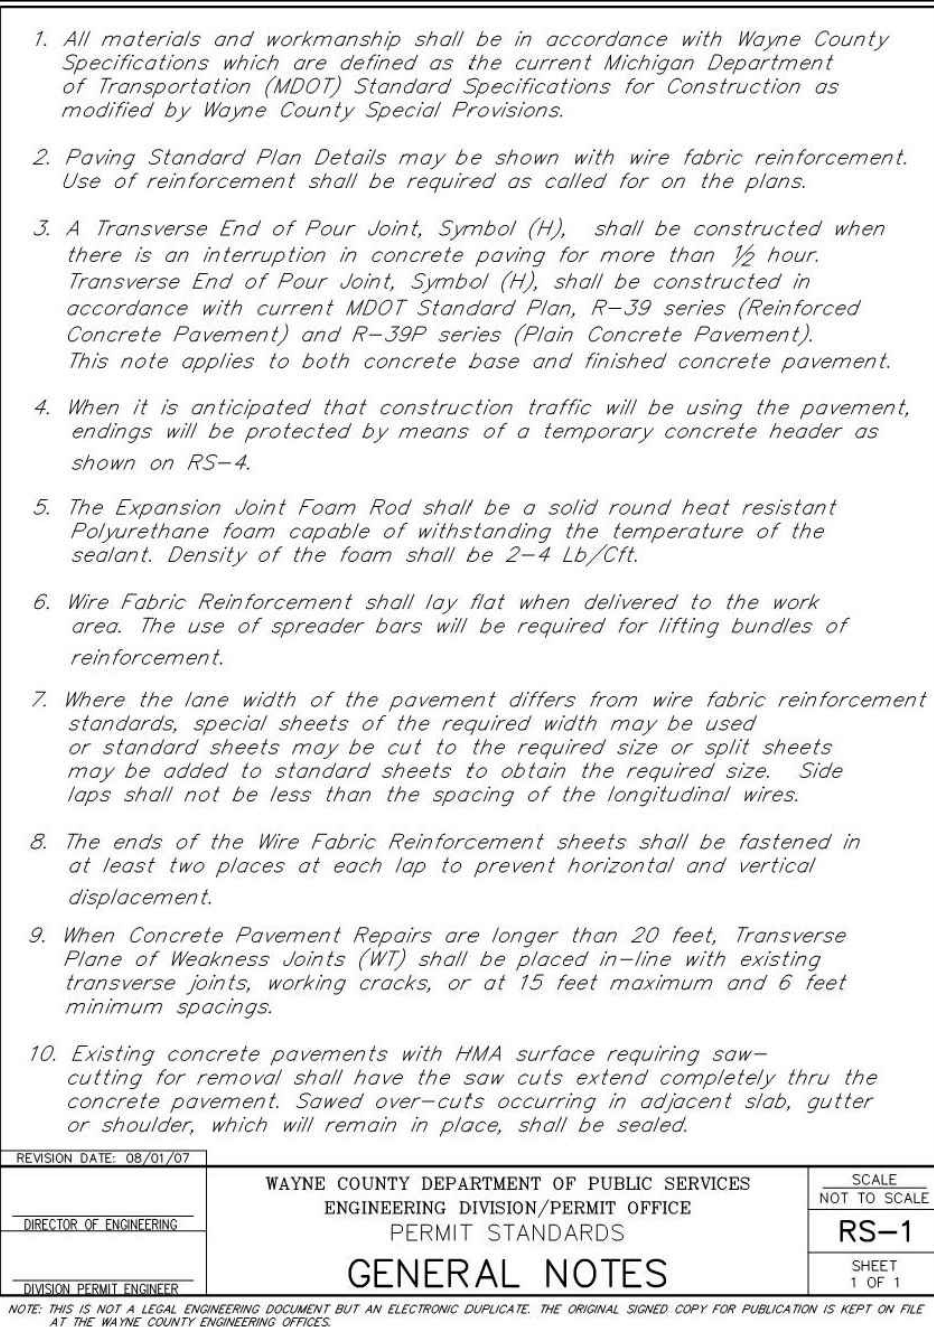 1. All materials and workmanship shall be in accordance with Wayne County
Specifications which are defined as the current Michigan Department
of Transportation (MDOT) Standard Specifications for Construction as
modified by Wayne County Special Provisions.
2. Paving Standard Plan Details may be shown with wire fabric reinforcement.
Use of reinforcement shall be required as called for on the plans.
3. A Transverse End of Pour Joint, Symbol (H), shall be constructed when
there is an interruption in concrete paving for more than ½ hour.
Transverse End of Pour Joint, Symbol (H), shall be constructed in
accordance with current MDOT Standard Plan, R-39 series (Reinforced
Concrete Pavement) and R-39P series (Plain Concrete Pavement).
This note applies to both concrete base and finished concrete pavement.
4. When it is anticipated that construction traffic will be using the pavement,
endings will be protected by means of a temporary concrete header as
shown on RS-4.
5. The Expansion Joint Foam Rod shall be a solid round heat resistant
Polyurethane foam capable of withstanding the temperature of the
sealant. Density of the foam shall be 2-4 Lb/Cft.
6. Wire Fabric Reinforcement shall lay flat when delivered to the work
area. The use of spreader bars will be required for lifting bundles of
reinforcement.
7. Where the lane width of the pavement differs from wire fabric reinforcement
standards, special sheets of the required width may be used
or standard sheets may be cut to the required size or split sheets
may be added to standard sheets to obtain the required size. Side
laps shall not be less than the spacing of the longitudinal wires.
8. The ends of the Wire Fabric Reinforcement sheets shall be fastened in
at least two places at each lap to prevent horizontal and vertical
displacement.
9. When Concrete Pavement Repairs are longer than 20 feet, Transverse
Plane of Weakness Joints (WT) shall be placed in-line with existing
transverse joints, working cracks, or at 15 feet maximum and 6 feet
minimum spacings.
10. Existing concrete pavements with HMA surface requiring saw-
cutting for removal shall have the saw cuts extend completely thru the
concrete pavement. Sawed over-cuts occurring in adjacent slab, gutter
or shoulder, which will remain in place, shall be sealed.
REVISION DATE: 08/01/07
DIRECTOR OF ENGINEERING
DIVISION PERMIT ENGINEER
WAYNE COUNTY DEPARTMENT OF PUBLIC SERVICES
ENGINEERING DIVISION/PERMIT OFFICE
PERMIT STANDARDS
GENERAL NOTES
SCALE
NOT TO SCALE
RS-1
SHEET
1 OF 1
NOTE: THIS IS NOT A LEGAL ENGINEERING DOCUMENT BUT AN ELECTRONIC DUPLICATE. THE ORIGINAL SIGNED COPY FOR PUBLICATION IS KEPT ON FILE
AT THE WAYNE COUNTY ENGINEERING OFFICES.